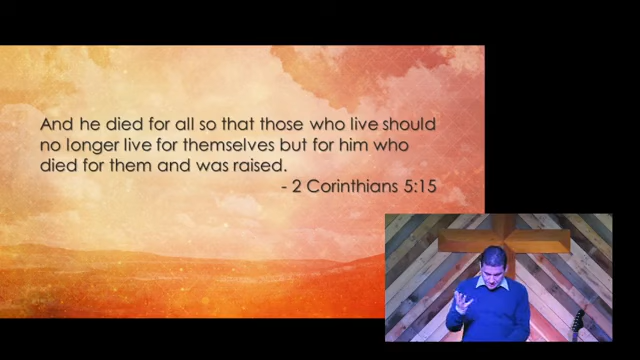 And he died for all so that those who live should
no longer live for themselves but for him who
died for them and was raised.
- 2 Corinthians 5:15